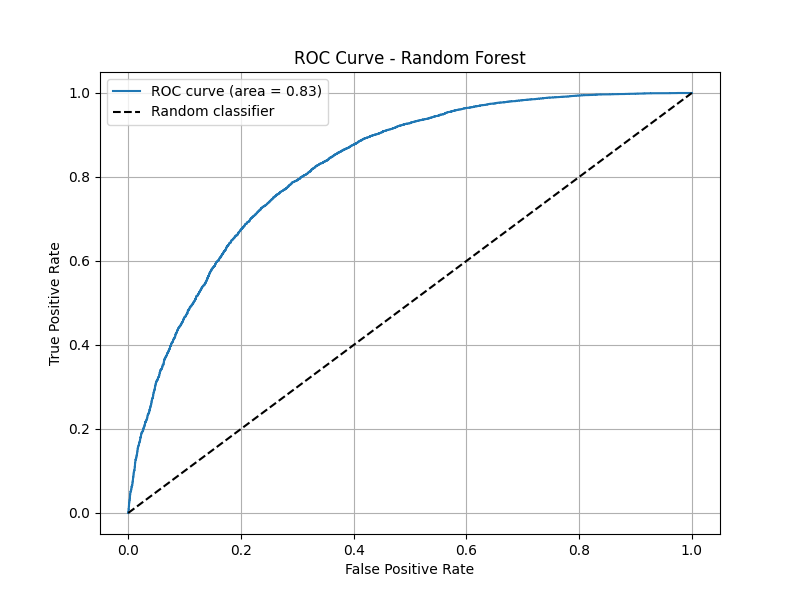 ROC Curve - Random Forest
ROC curve (area = 0.83)
Random classifier
True Positive Rate
1.0
0.8
0.6
0.4
0.2
0.0
0.0 0.2 0.4 0.6 0.8 1.0
False Positive Rate